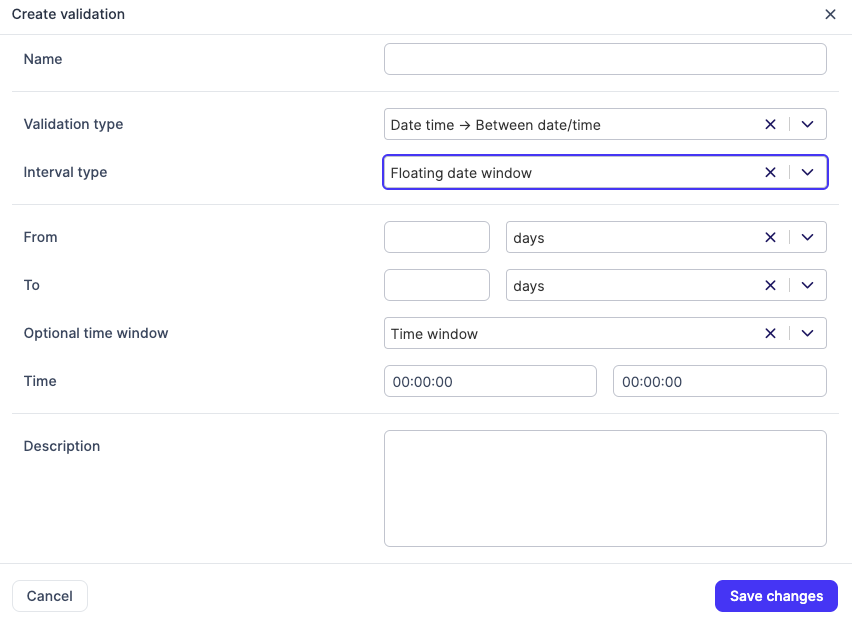 Create validation
Name
Validation type
Date time → Between date/time
Interval type
Floating date window
From
days
To
days
Optional time window
Time window
Time
00:00:00 00:00:00
Description
Cancel Save changes